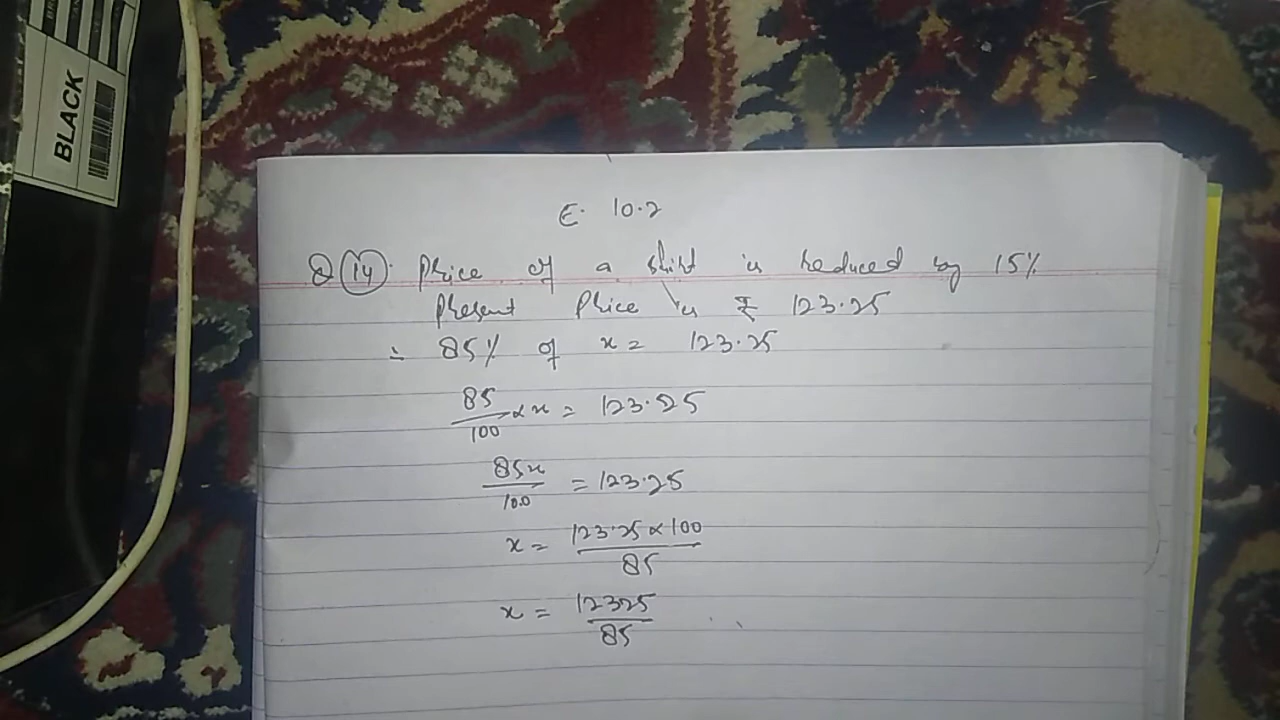 BLACK
E. 10.2
Q (14). Price of a shirt is reduced by 15%
Present Price is ₹ 123.25
∴ 85% of x = 123.25
85/100 × x = 123.25
85x/100 = 123.25
x = 123.25 × 100/85
x = 12325/85